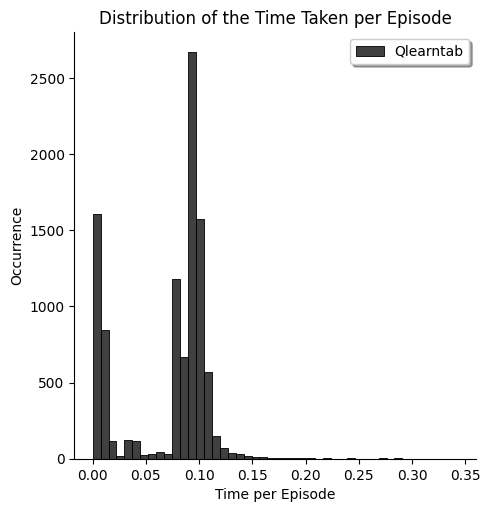 Distribution of the Time Taken per Episode
Qlearntab
2500
2000
1500
1000
500
0
Occurrence
0.00 0.05 0.10 0.15 0.20 0.25 0.30 0.35
Time per Episode